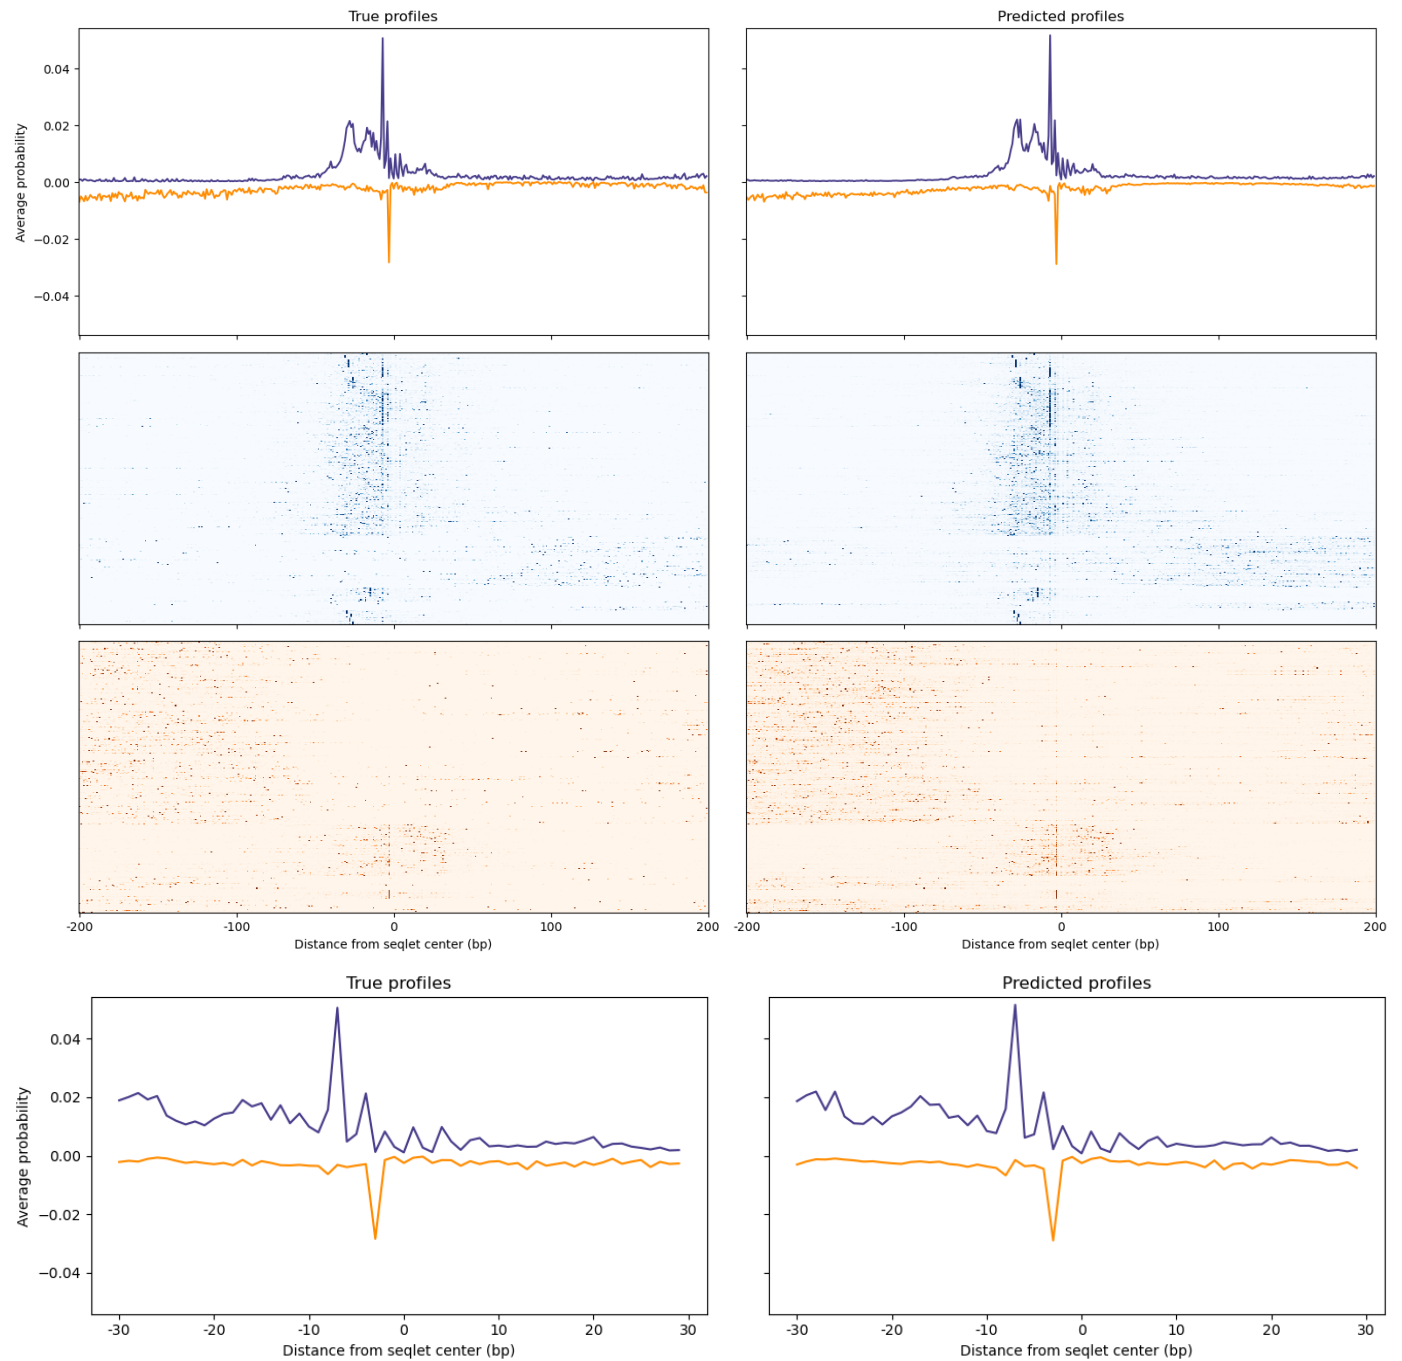 True profiles
Predicted profiles
Average probability
0.04
0.02
0.00
−0.02
−0.04
-200 -100 0 100 200
-200 -100 0 100 200
Distance from seqlet center (bp)
Distance from seqlet center (bp)
True profiles
Predicted profiles
Average probability
0.04
0.02
0.00
−0.02
−0.04
-30 -20 -10 0 10 20 30
-30 -20 -10 0 10 20 30
Distance from seqlet center (bp)
Distance from seqlet center (bp)